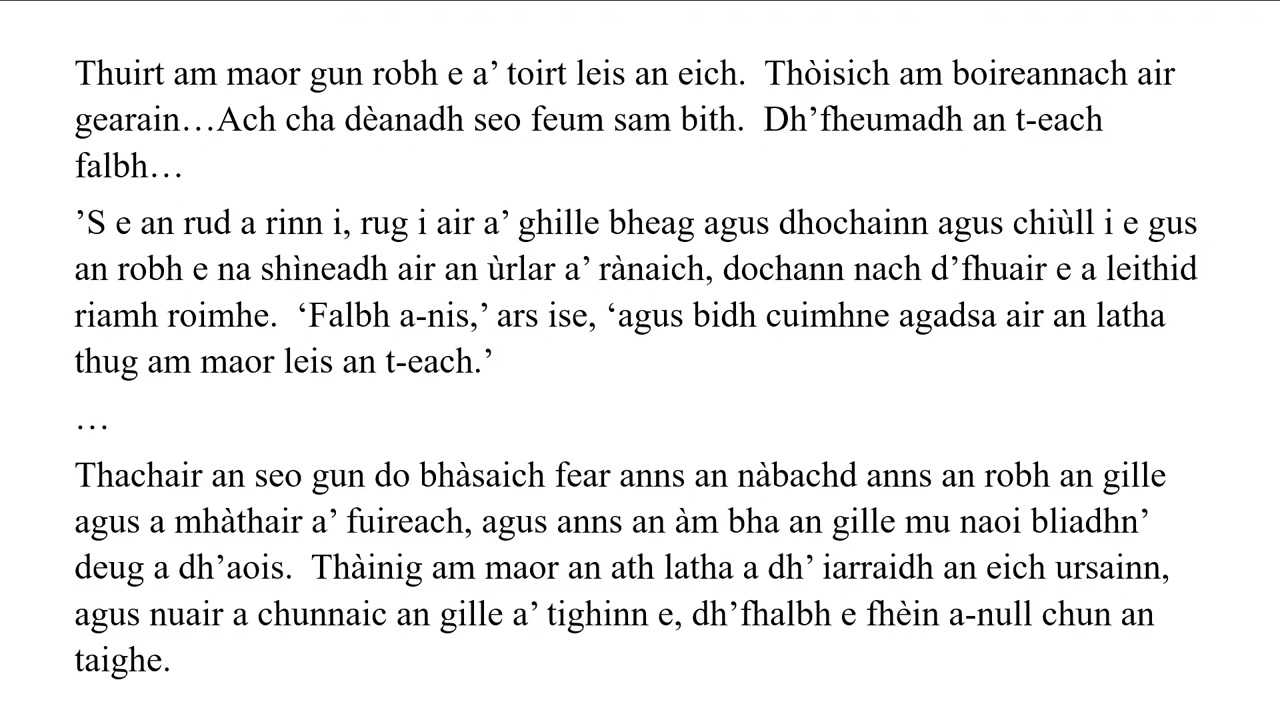 Thuirt am maor gun robh e a’ toirt leis an eich.  Thòisich am boireannach air
gearain…Ach cha dèanadh seo feum sam bith.  Dh’fheumadh an t-each
falbh…
’S e an rud a rinn i, rug i air a’ ghille bheag agus dhochainn agus chiùll i e gus
an robh e na shìneadh air an ùrlar a’ rànaich, dochann nach d’fhuair e a leithid
riamh roimhe.  ‘Falbh a-nis,’ ars ise, ‘agus bidh cuimhne agadsa air an latha
thug am maor leis an t-each.’
…
Thachair an seo gun do bhàsaich fear anns an nàbachd anns an robh an gille
agus a mhàthair a’ fuireach, agus anns an àm bha an gille mu naoi bliadhn’
deug a dh’aois.  Thàinig am maor an ath latha a dh’ iarraidh an eich ursainn,
agus nuair a chunnaic an gille a’ tighinn e, dh’fhalbh e fhèin a-null chun an
taighe.